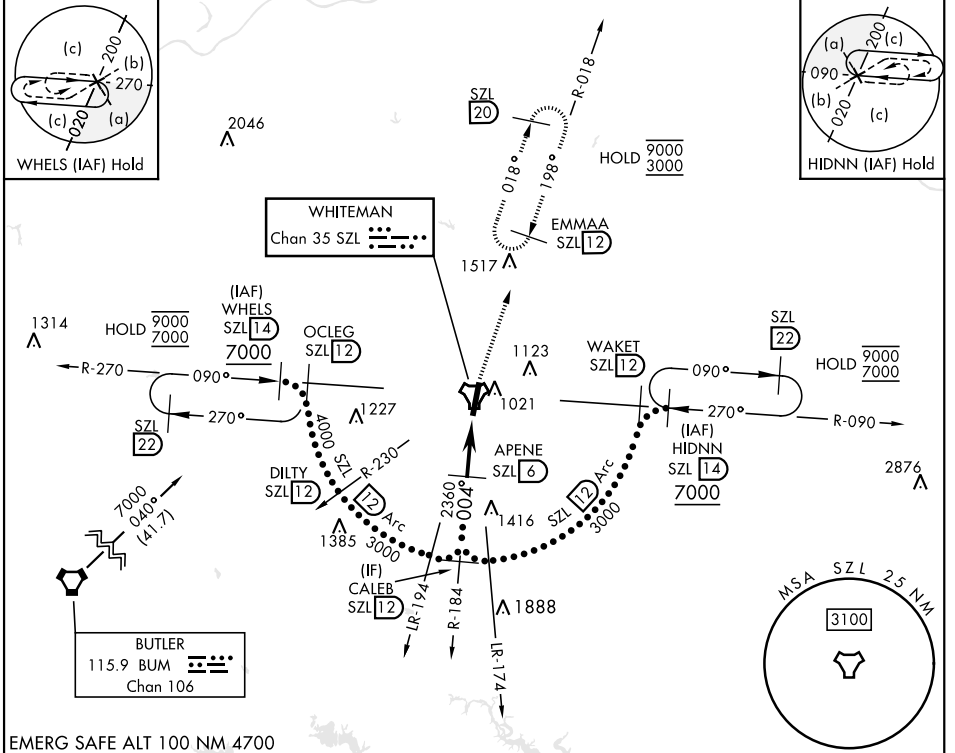 (c)
200
(b)
270
020
(c)
(a)
WHELS (IAF) Hold
2046
SZL
20
R-018
018°
198°
HOLD 9000
3000
EMMAA
SZL 12
1517
(a)
(c)
200
090
(b)
020
(c)
HIDNN (IAF) Hold
WHITEMAN
Chan 35 SZL
1314
HOLD 9000
7000
(IAF)
WHELS
SZL 14
7000
OCLEG
SZL 12
R-270
090°
270°
SZL
22
1227
1123
1021
WAKET
SZL 12
SZL
22
HOLD 9000
7000
090°
270°
R-090
(IAF)
HIDNN
SZL 14
7000
2876
4000 SZL 12 Arc
R-230
DILTY
SZL 12
1385
3000
APENE
SZL 6
2360
004°
1416
SZL 12 Arc
3000
7000
040°
(41.7)
(IF)
CALEB
SZL 12
LR-194
R-184
LR-174
1888
BUTLER
115.9 BUM
Chan 106
MSA SZL 25 NM
3100
EMERG SAFE ALT 100 NM 4700